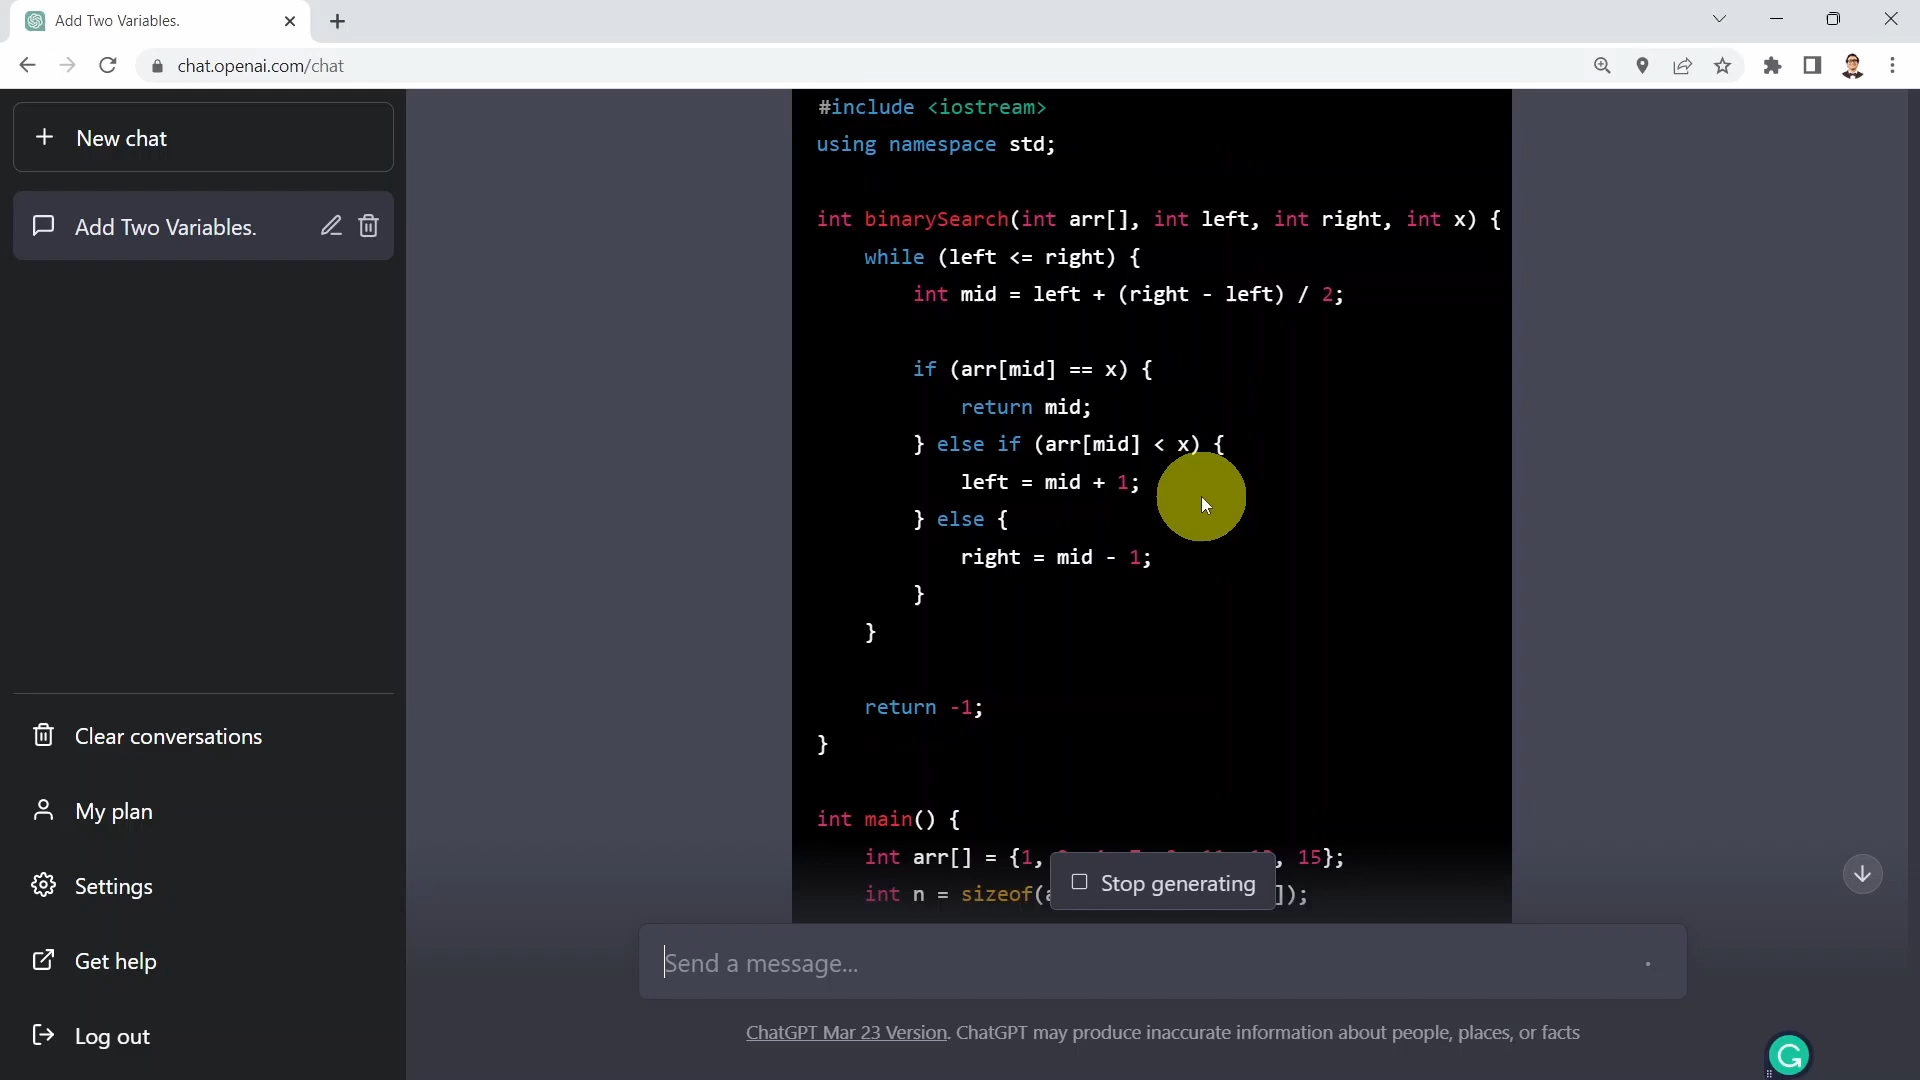 Add Two Variables.
chat.openai.com/chat
New chat
Add Two Variables.
Clear conversations
My plan
Settings
Get help
Log out
#include <iostream>
using namespace std;
int binarySearch(int arr[], int left, int right, int x) {
while (left <= right) {
int mid = left + (right - left) / 2;
if (arr[mid] == x) {
return mid;
} else if (arr[mid] < x) {
left = mid + 1;
} else {
right = mid - 1;
}
}
return -1;
}
int main() {
int arr[] = {1, , 15};
int n = sizeof( ]);
Stop generating
Send a message...
ChatGPT Mar 23 Version. ChatGPT may produce inaccurate information about people, places, or facts